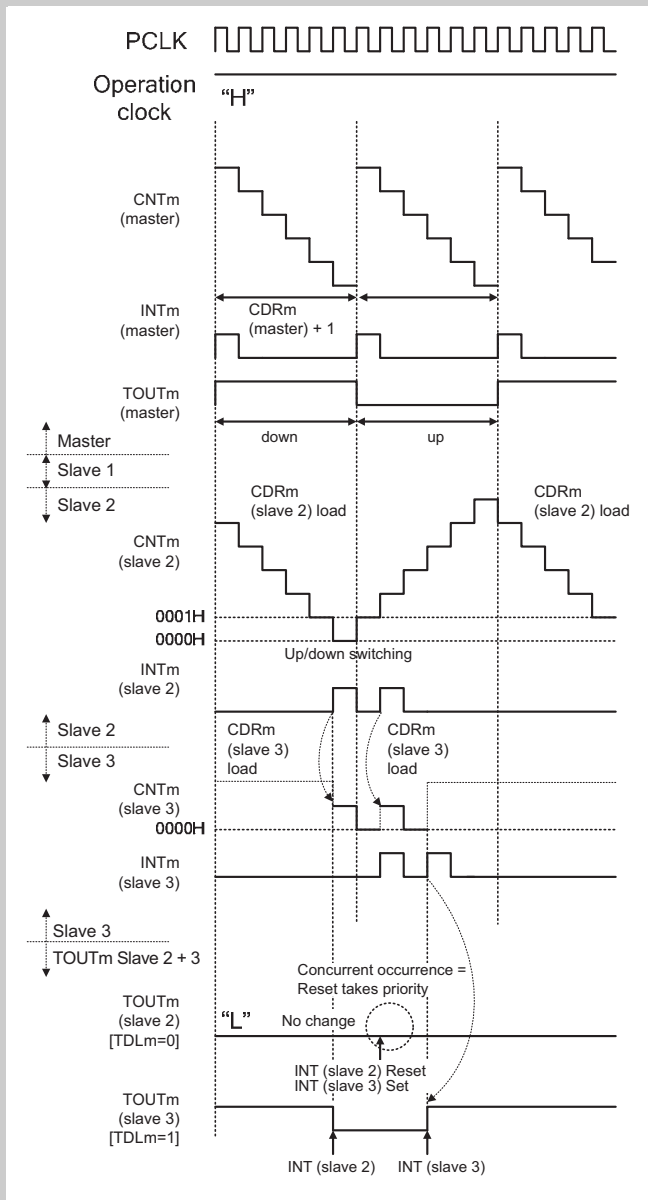 PCLK
Operation
clock
"H"
CNTm
(master)
INTm
(master)
CDRm
(master) + 1
TOUTm
(master)
down
up
Master
Slave 1
Slave 2
CDRm
(slave 2) load
CDRm
(slave 2) load
CNTm
(slave 2)
0001H
0000H
Up/down switching
INTm
(slave 2)
Slave 2
Slave 3
CDRm
(slave 3)
load
CDRm
(slave 3)
load
CNTm
(slave 3)
0000H
INTm
(slave 3)
Slave 3
TOUTm Slave 2 + 3
Concurrent occurrence =
Reset takes priority
TOUTm
(slave 2)
[TDLm=0]
"L"
No change
INT (slave 2) Reset
INT (slave 3) Set
TOUTm
(slave 3)
[TDLm=1]
INT (slave 2)
INT (slave 3)